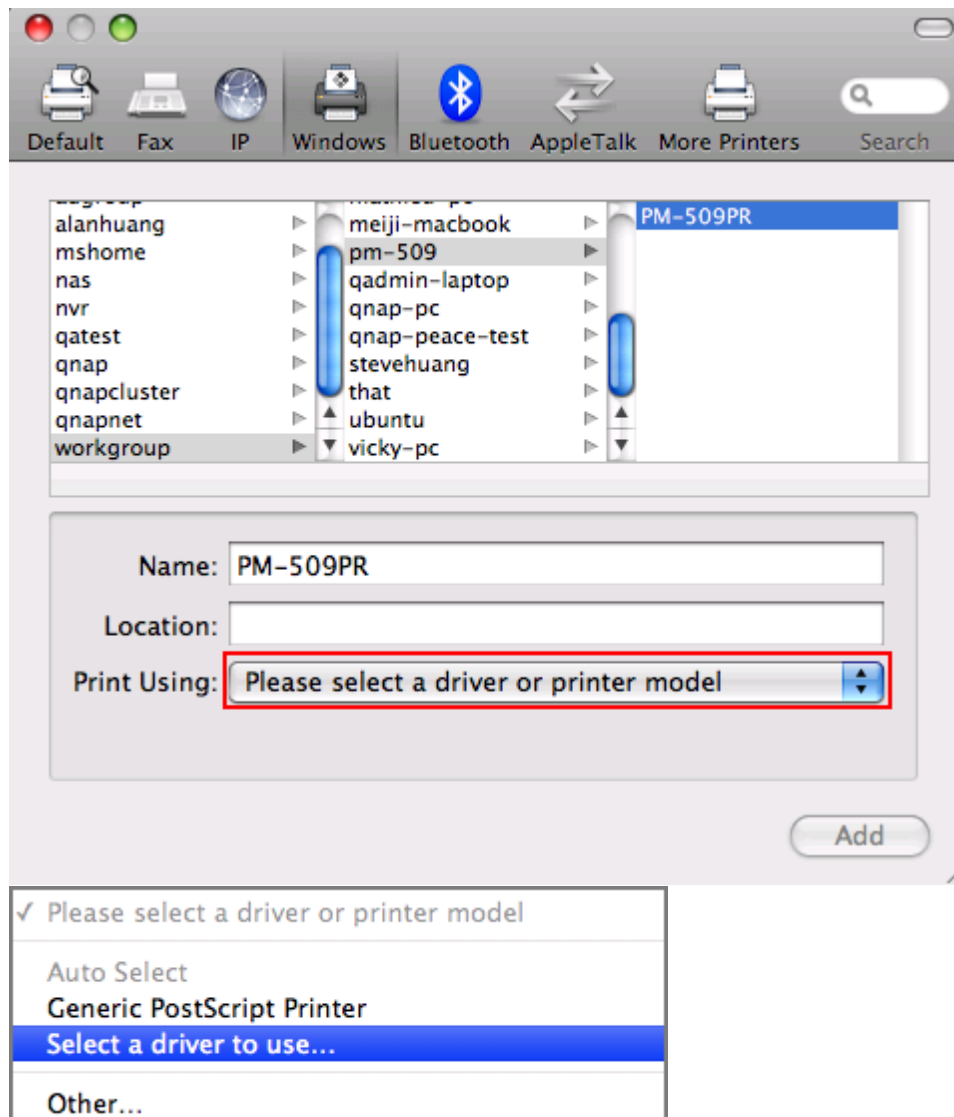 Default Fax IP Windows Bluetooth AppleTalk More Printers Search
alanhuang
mshome
nas
nvr
qatest
qnap
qnapcluster
qnapnet
workgroup
meiji-macbook
pm-509
qadmin-laptop
qnap-pc
qnap-peace-test
stevehuang
that
ubuntu
vicky-pc
PM-509PR
Name: PM-509PR
Location:
Print Using: Please select a driver or printer model
Add
✓ Please select a driver or printer model
Auto Select
Generic PostScript Printer
Select a driver to use...
Other...